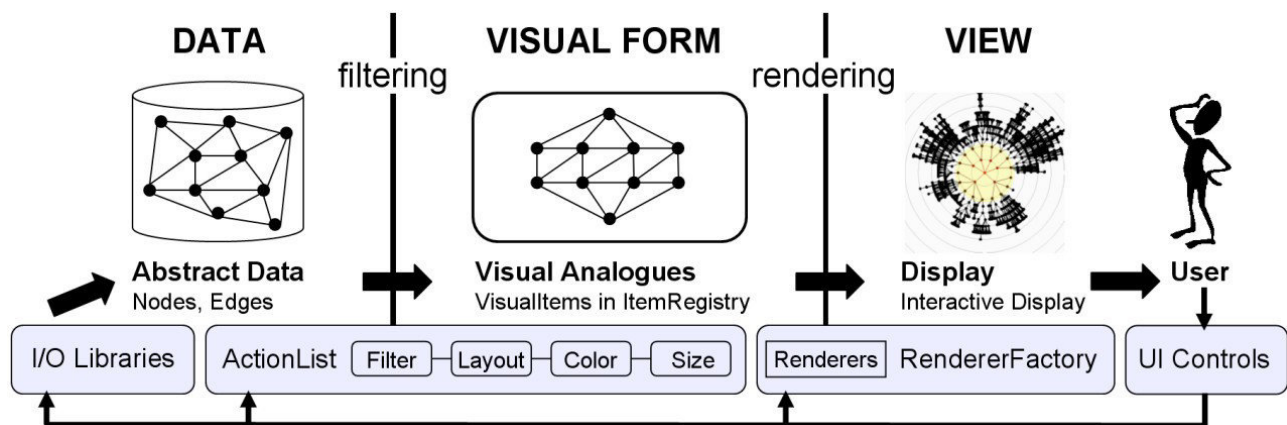 DATA
VISUAL FORM
VIEW
filtering
rendering
Abstract Data
Nodes, Edges
Visual Analogues
VisualItems in ItemRegistry
Display
Interactive Display
User
I/O Libraries
ActionList
Filter
Layout
Color
Size
Renderers
RendererFactory
UI Controls